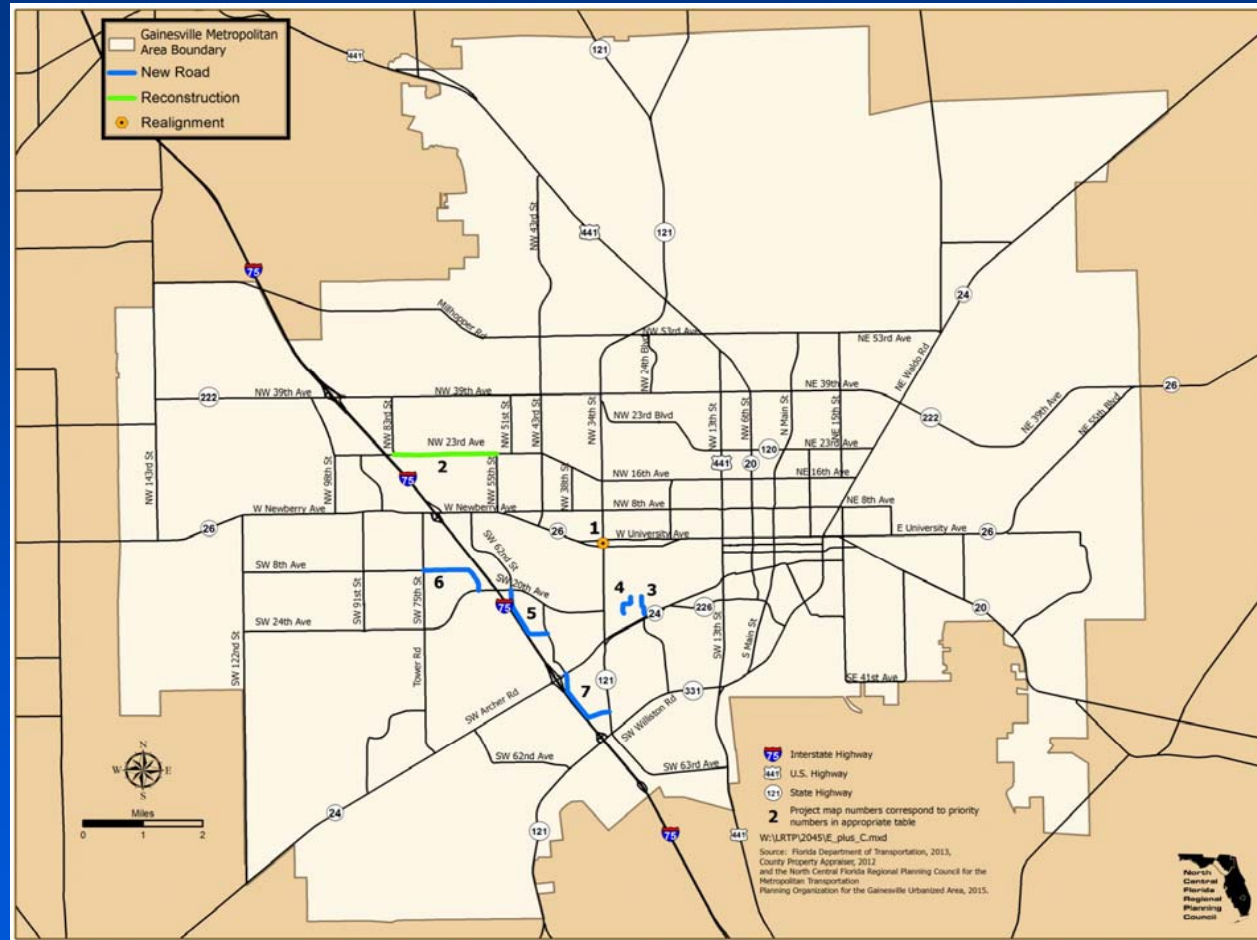 Gainesville Metropolitan
Area Boundary
New Road
Reconstruction
Realignment
441
121
441
121
NW 43rd St
75
24
Millhopper Rd
NW 53rd Ave
NE 53rd Ave
NW 24th Blvd
NE Waldo Rd
26
222
NW 39th Ave
NW 39th Ave
NE 39th Ave
222
NE 39th Ave
NE 55th Blvd
NW 143rd St
NW 98th St
NW 83rd St
NW 51st St
NW 43rd St
NW 34th St
NW 23rd Blvd
NW 13th St
NW 6th St
N Main St
NE 15th St
NW 23rd Ave
120
NE 23rd Ave
2
75
441
20
NW 55th St
NW 38th St
NW 16th Ave
NE 16th Ave
26
W Newberry Ave
W Newberry Ave
NW 8th Ave
NE 8th Ave
1
26
W University Ave
E University Ave
26
SW 62nd St
SW 8th Ave
6
SW 20th Ave
4
3
SW 91st St
SW 75th St
75
24
226
20
5
SW 24th Ave
SW 122nd St
Tower Rd
SW 13th St
S Main St
SW Archer Rd
7
121
331
SE 41st Ave
SW Williston Rd
SW 62nd Ave
SW 63rd Ave
24
121
75
441
N
W
E
S
Miles
0 1 2
75 Interstate Highway
441 U.S. Highway
121 State Highway
2 Project map numbers correspond to priority
numbers in appropriate table
W:\LRTP\2045\E_plus_C.mxd
Source: Florida Department of Transportation, 2013,
County Property Appraiser, 2012
and the North Central Florida Regional Planning Council for the
Metropolitan Transportation
Planning Organization for the Gainesville Urbanized Area, 2015.
North
Central
Florida
Regional
Planning
Council